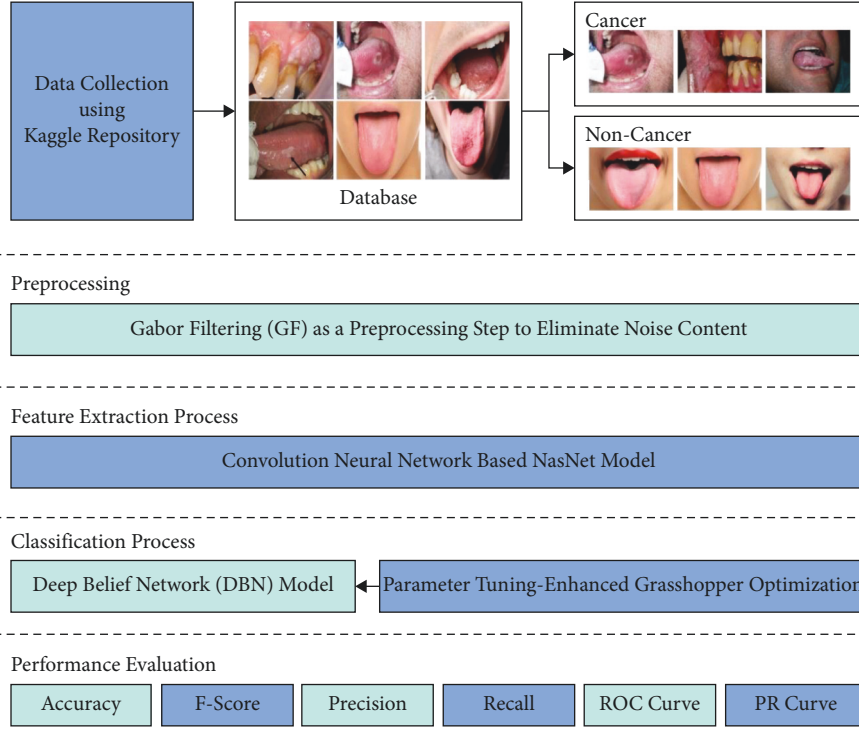 Data Collection
using
Kaggle Repository
Database
Cancer
Non-Cancer
Preprocessing
Gabor Filtering (GF) as a Preprocessing Step to Eliminate Noise Content
Feature Extraction Process
Convolution Neural Network Based NasNet Model
Classification Process
Deep Belief Network (DBN) Model
Parameter Tuning-Enhanced Grasshopper Optimization
Performance Evaluation
Accuracy
F-Score
Precision
Recall
ROC Curve
PR Curve